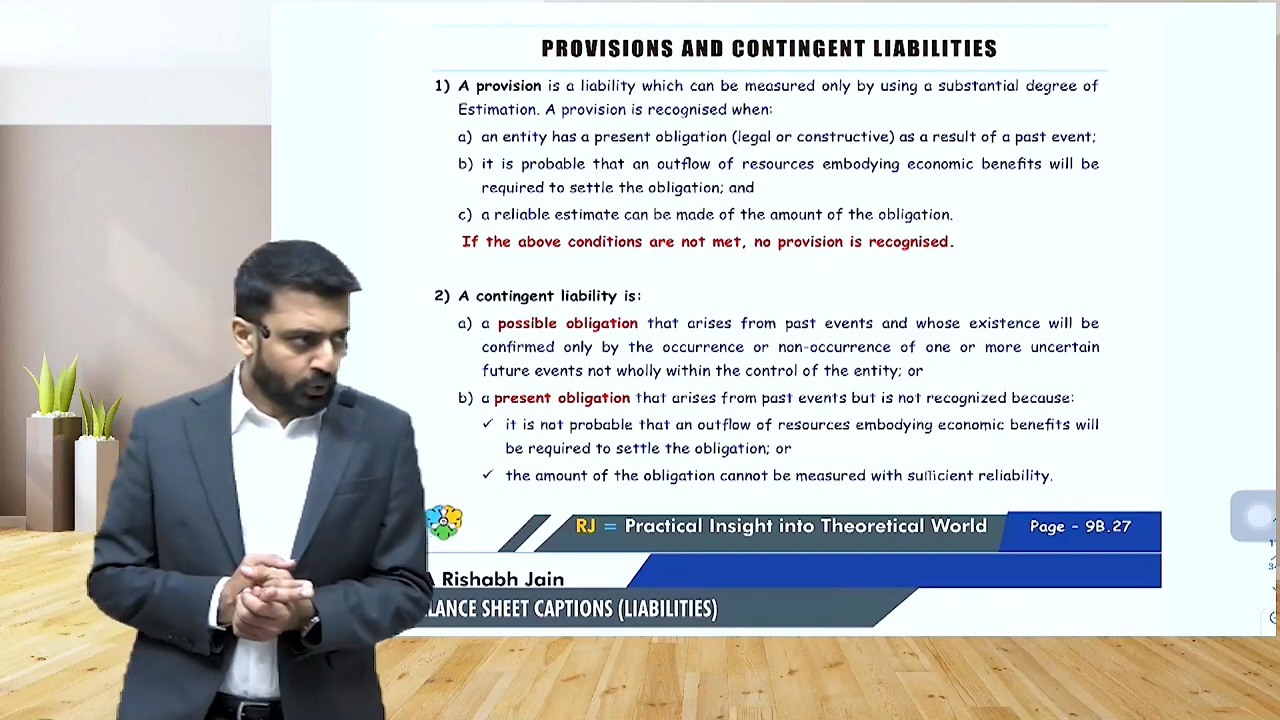 PROVISIONS AND CONTINGENT LIABILITIES
1) A provision is a liability which can be measured only by using a substantial degree of
Estimation. A provision is recognised when:
a) an entity has a present obligation (legal or constructive) as a result of a past event;
b) it is probable that an outflow of resources embodying economic benefits will be
required to settle the obligation; and
c) a reliable estimate can be made of the amount of the obligation.
If the above conditions are not met, no provision is recognised.
2) A contingent liability is:
a) a possible obligation that arises from past events and whose existence will be
confirmed only by the occurrence or non-occurrence of one or more uncertain
future events not wholly within the control of the entity; or
b) a present obligation that arises from past events but is not recognized because:
✓ it is not probable that an outflow of resources embodying economic benefits will
be required to settle the obligation; or
✓ the amount of the obligation cannot be measured with sufficient reliability.
RJ = Practical Insight into Theoretical World
Page - 9B.27
Rishabh Jain
LANCE SHEET CAPTIONS (LIABILITIES)